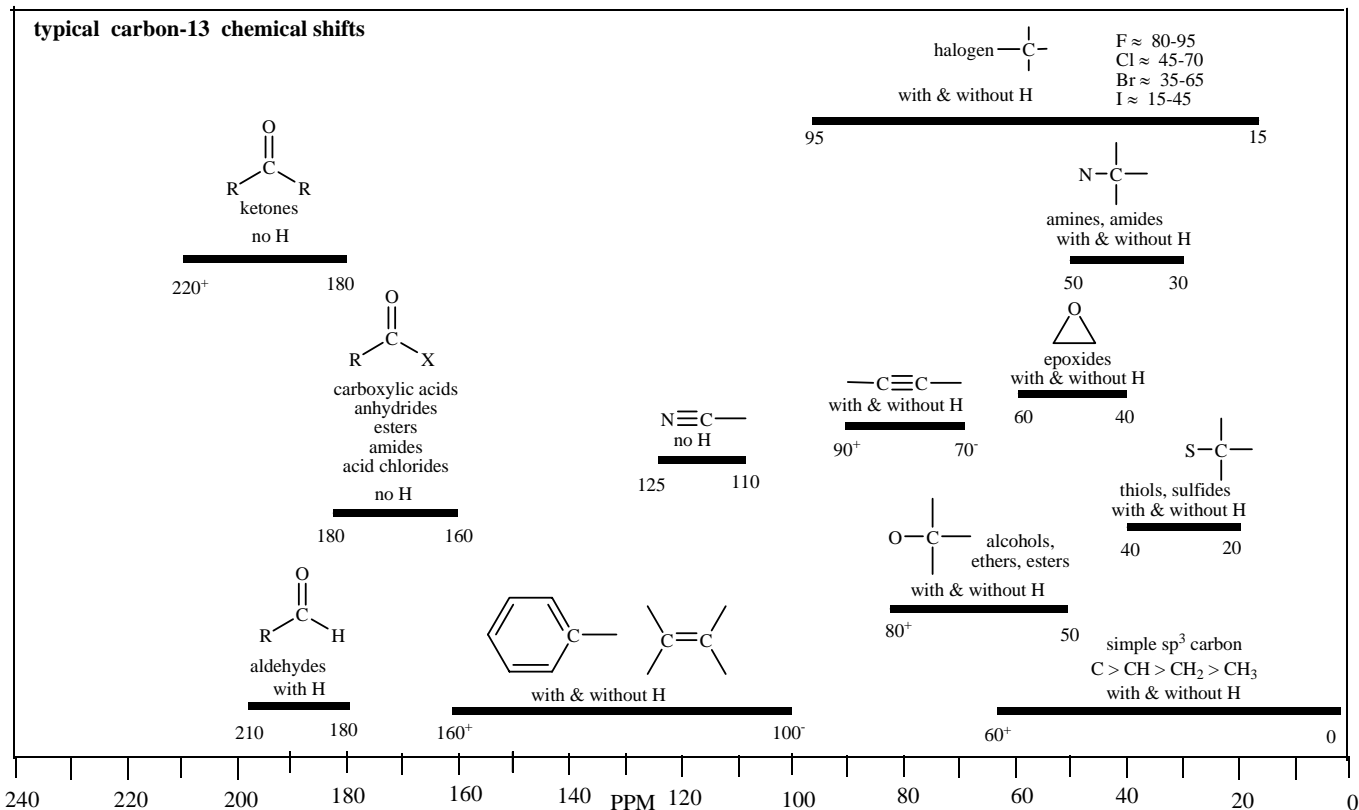 typical carbon-13 chemical shifts
halogen C
with & without H
F ≈ 80-95
Cl ≈ 45-70
Br ≈ 35-65
I ≈ 15-45
95 15
O
C
R R
ketones
no H
220⁺ 180
N C
amines, amides
with & without H
50 30
O
C
R X
carboxylic acids
anhydrides
esters
amides
acid chlorides
no H
180 160
N C
no H
125 110
C C
with & without H
90⁺ 70⁻
O
epoxides
with & without H
60 40
S C
thiols, sulfides
with & without H
40 20
O C
alcohols,
ethers, esters
with & without H
80⁺ 50
O
C
R H
aldehydes
with H
210 180
C
C C
with & without H
160⁺ 100⁻
simple sp³ carbon
C > CH > CH₂ > CH₃
with & without H
60⁺ 0
240 220 200 180 160 140 PPM 120 100 80 60 40 20 0